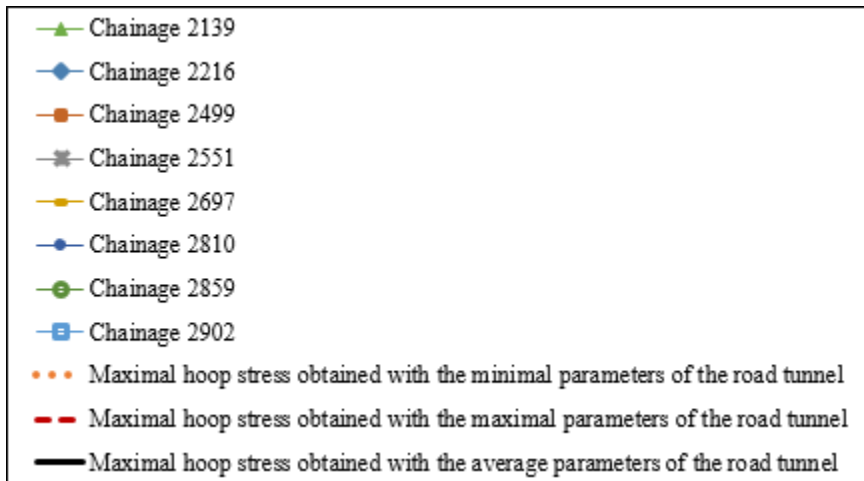 Chainage 2139
Chainage 2216
Chainage 2499
Chainage 2551
Chainage 2697
Chainage 2810
Chainage 2859
Chainage 2902
Maximal hoop stress obtained with the minimal parameters of the road tunnel
Maximal hoop stress obtained with the maximal parameters of the road tunnel
Maximal hoop stress obtained with the average parameters of the road tunnel